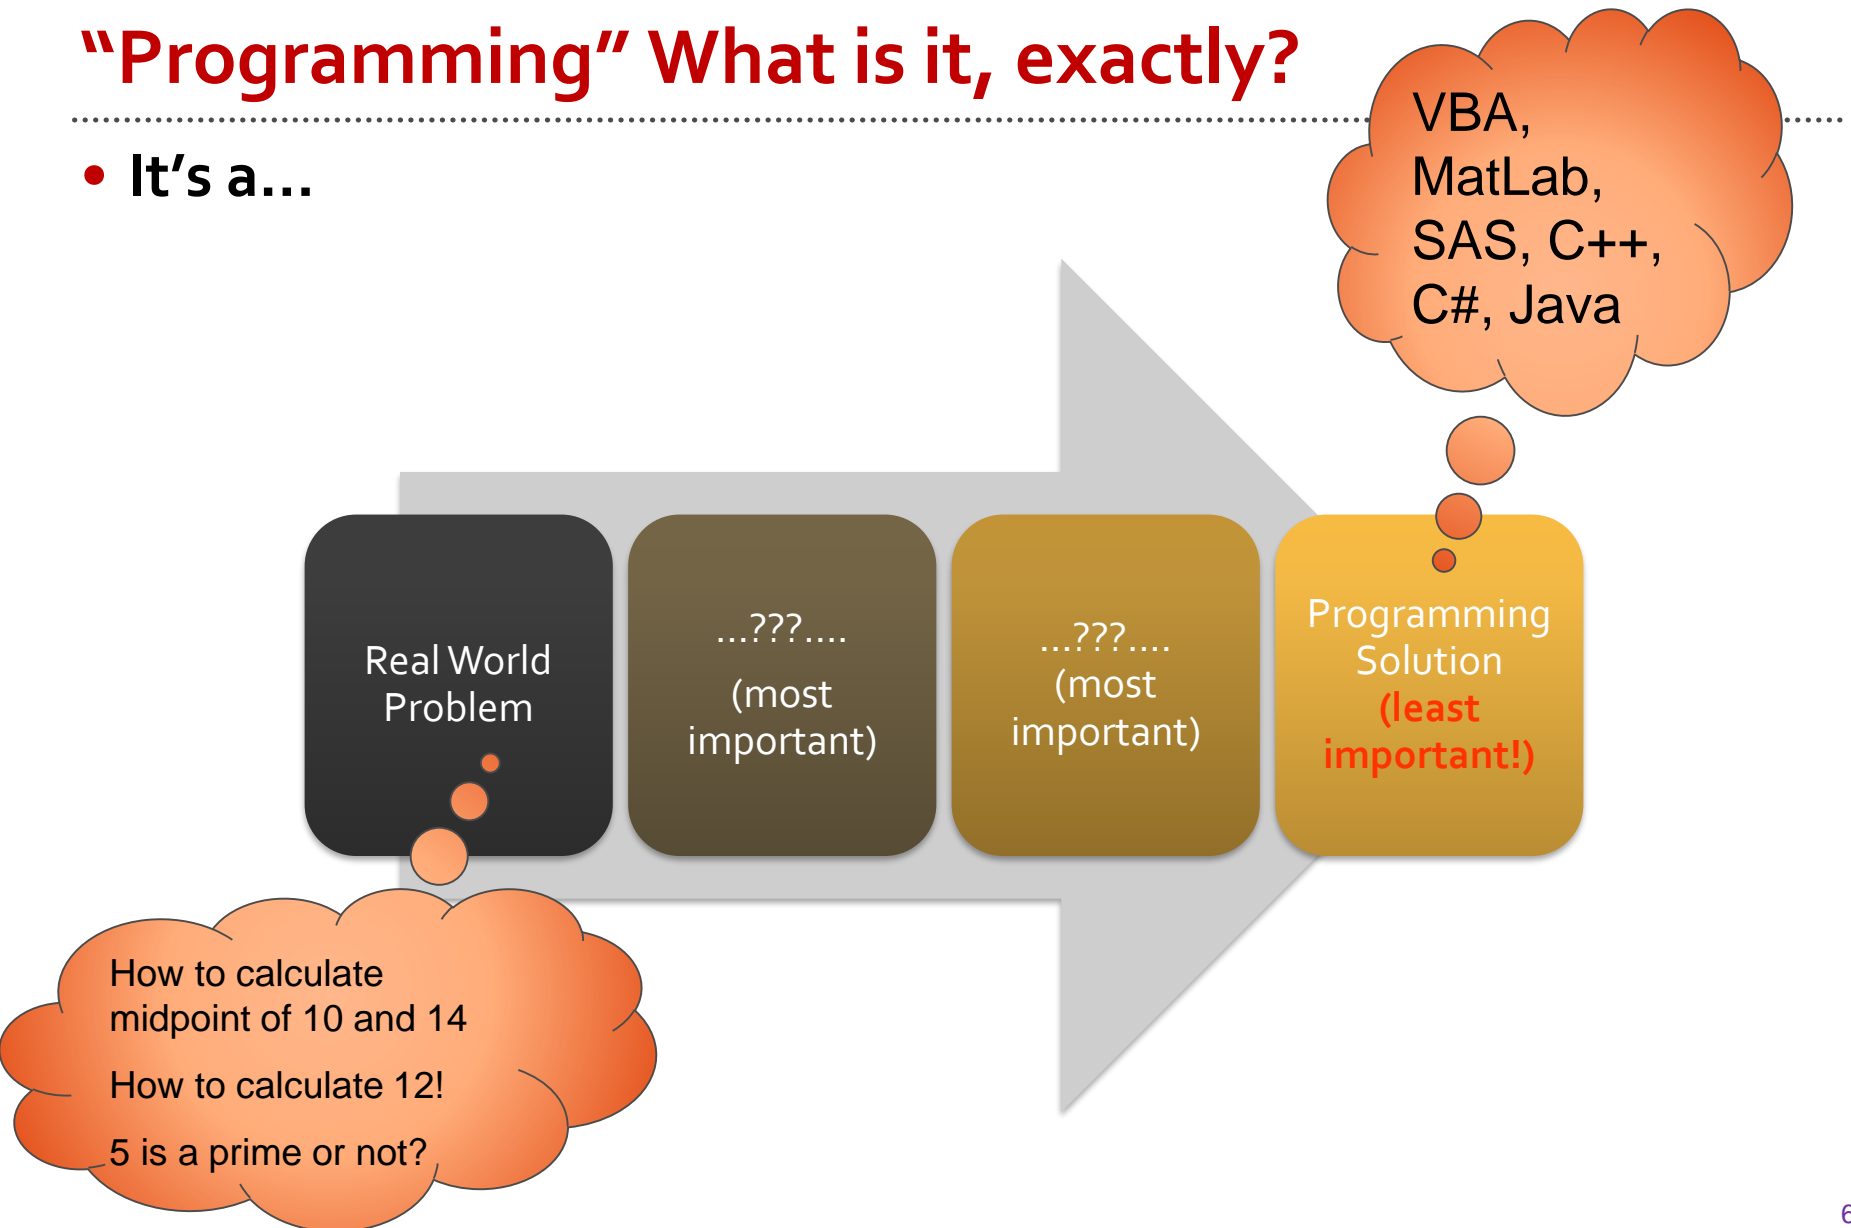 “Programming” What is it, exactly?
• It’s a…
VBA,
MatLab,
SAS, C++,
C#, Java
Real World
Problem
…???....
(most
important)
…???....
(most
important)
Programming
Solution
(least
important!)
How to calculate
midpoint of 10 and 14
How to calculate 12!
5 is a prime or not?
6